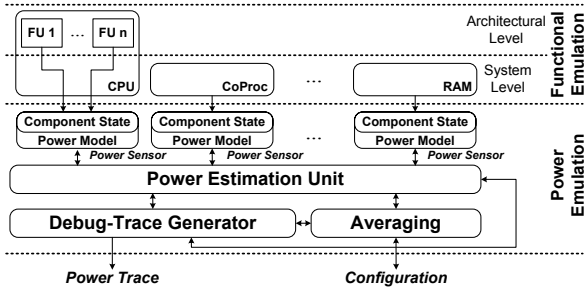 FU 1 ... FU n
Architectural
Level
CPU
CoProc
...
RAM
System
Level
Functional
Emulation
Component State
Power Model
Component State
Power Model
...
Component State
Power Model
Power Sensor
Power Sensor
Power Sensor
Power Estimation Unit
Debug-Trace Generator
Averaging
Power
Emulation
Power Trace
Configuration